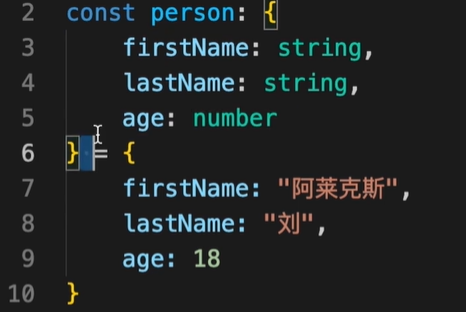 2 const person: {
3 firstName: string,
4 lastName: string,
5 age: number
6 } = {
7 firstName: "阿莱克斯",
8 lastName: "刘",
9 age: 18
10 }